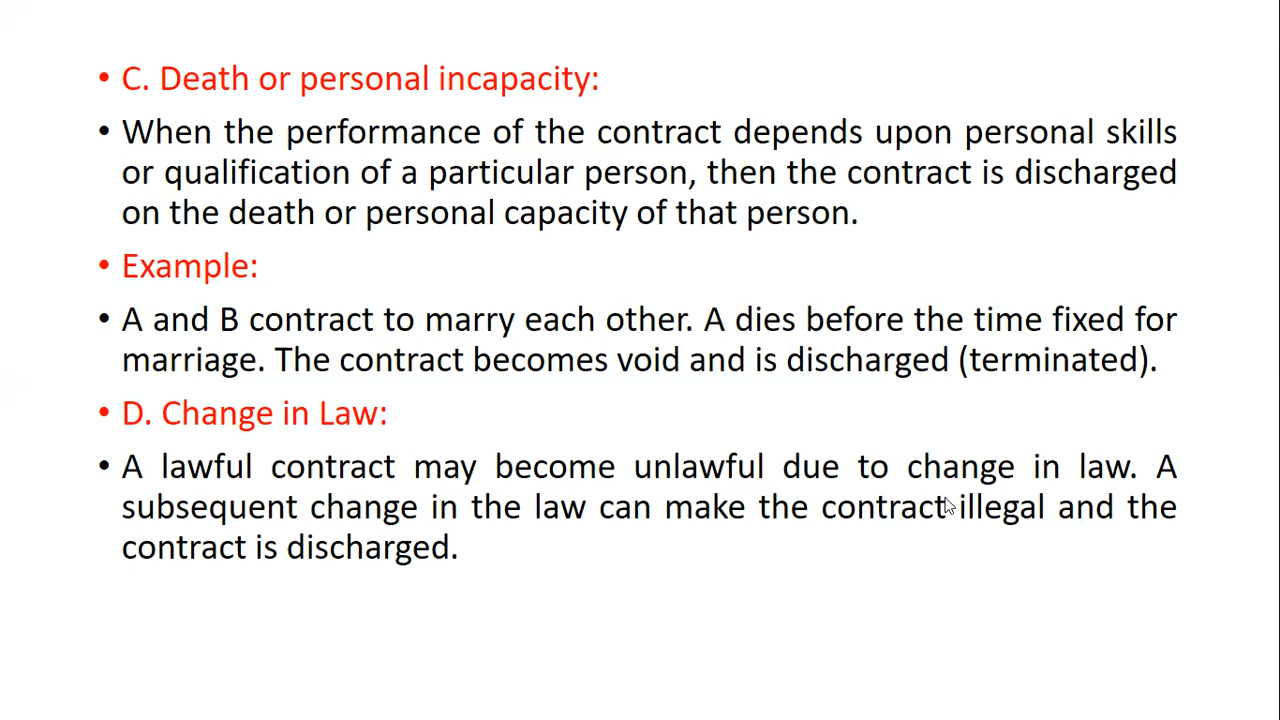 • C. Death or personal incapacity:
• When the performance of the contract depends upon personal skills
or qualification of a particular person, then the contract is discharged
on the death or personal capacity of that person.
• Example:
• A and B contract to marry each other. A dies before the time fixed for
marriage. The contract becomes void and is discharged (terminated).
• D. Change in Law:
• A lawful contract may become unlawful due to change in law. A
subsequent change in the law can make the contract illegal and the
contract is discharged.